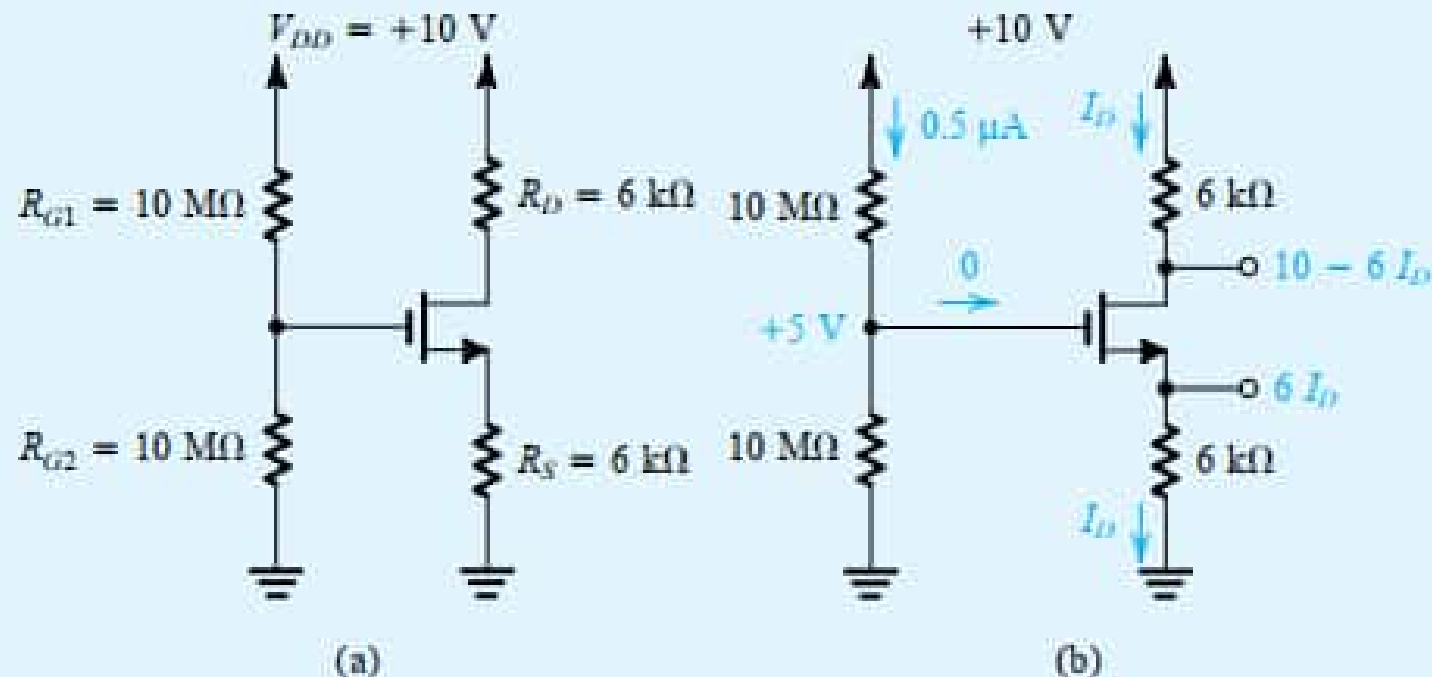 V_DD = +10 V
R_G1 = 10 MΩ
R_D = 6 kΩ
R_G2 = 10 MΩ
R_S = 6 kΩ
(a)
+10 V
0.5 μA
I_D
10 MΩ
6 kΩ
0
10 − 6 I_D
+5 V
6 I_D
10 MΩ
6 kΩ
I_D
(b)